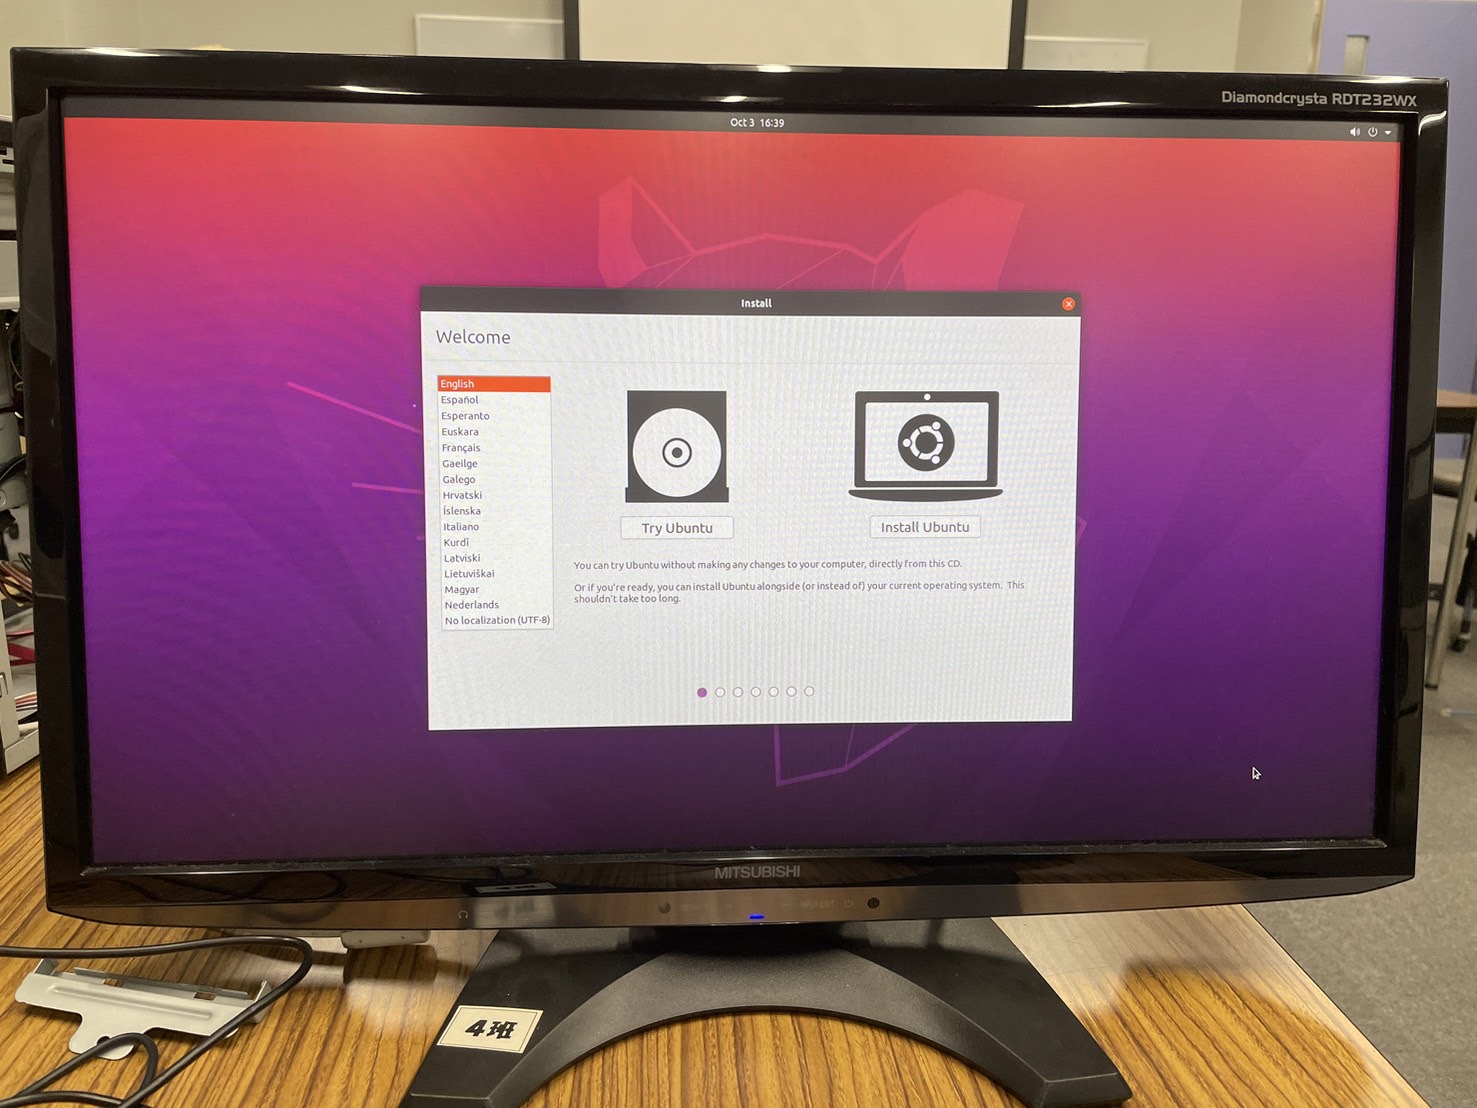 Diamondcrysta RDT232WX
Oct 3 16:39
Install
Welcome
English
Español
Esperanto
Euskara
Français
Gaeilge
Galego
Hrvatski
Íslenska
Italiano
Kurdî
Latviski
Lietuviškai
Magyar
Nederlands
No localization (UTF-8)
Try Ubuntu
Install Ubuntu
You can try Ubuntu without making any changes to your computer, directly from this CD.
Or if you're ready, you can install Ubuntu alongside (or instead of) your current operating system. This
shouldn't take too long.
MITSUBISHI
4班